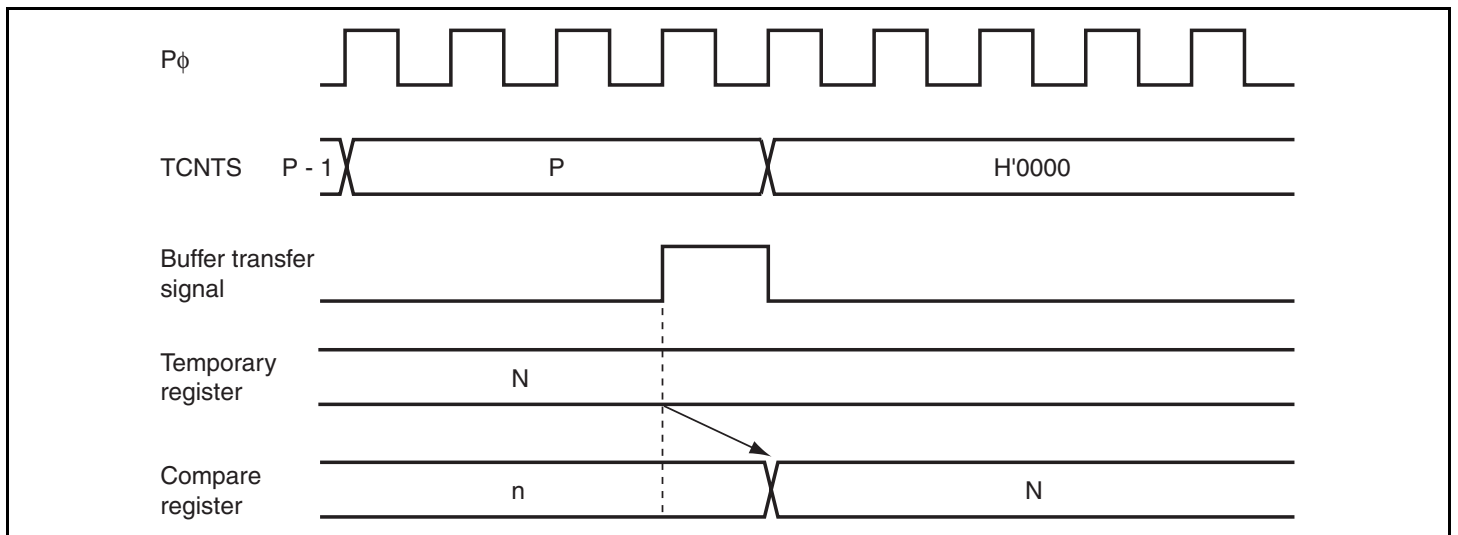 Pϕ
TCNTS P - 1 P H'0000
Buffer transfer
signal
Temporary
register
N
Compare
register
n N